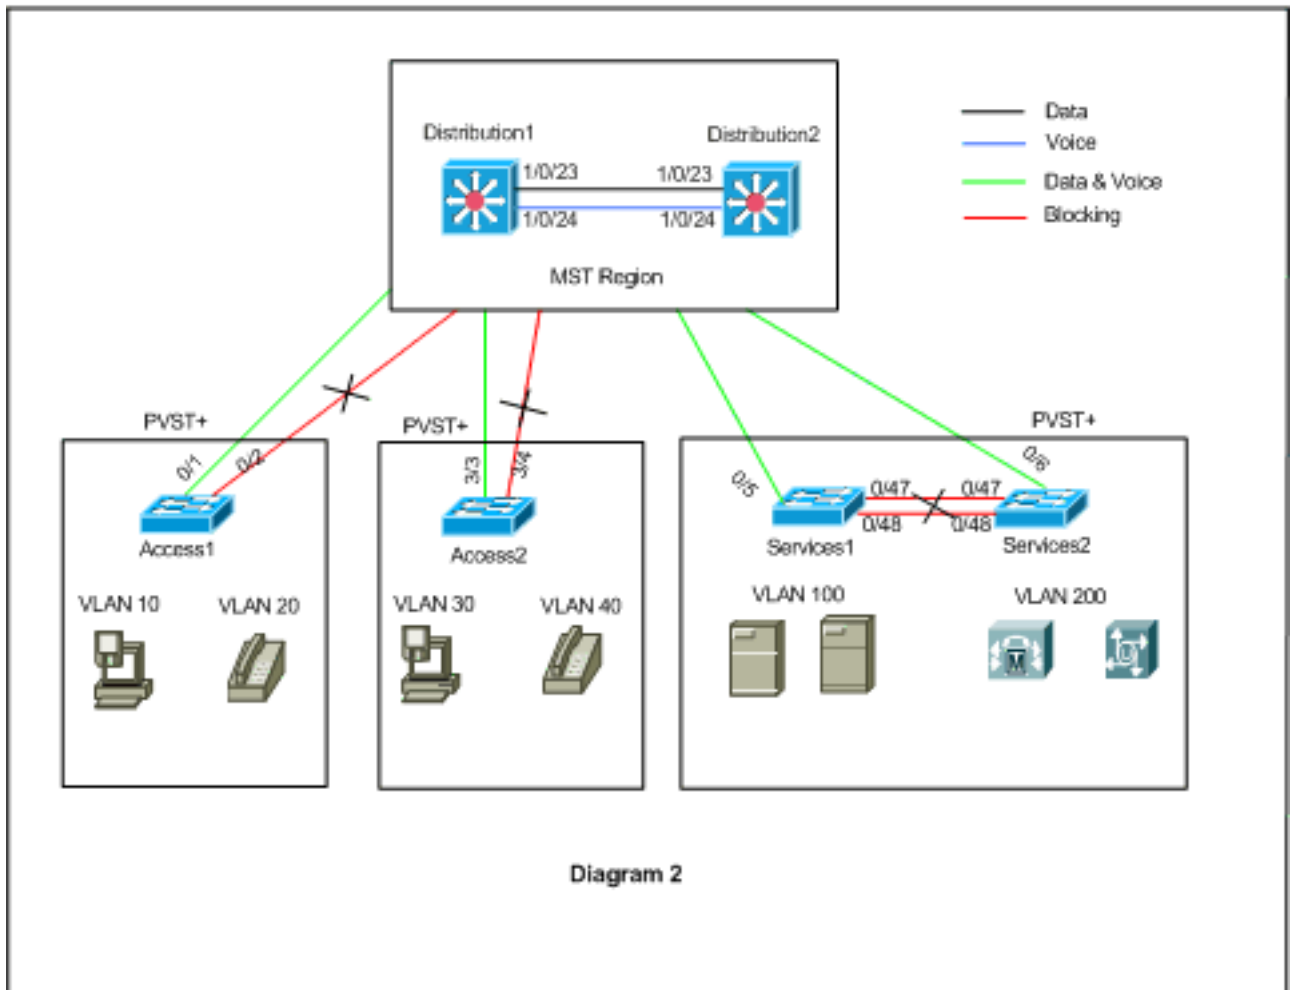 Distribution1
Distribution2
1/0/23
1/0/23
1/0/24
1/0/24
MST Region
Data
Voice
Data & Voice
Blocking
PVST+
0/1
0/2
Access1
VLAN 10
VLAN 20
PVST+
3/3
3/4
Access2
VLAN 30
VLAN 40
PVST+
0/5
0/6
0/47
0/47
0/48
0/48
Services1
Services2
VLAN 100
VLAN 200
M
U
Diagram 2